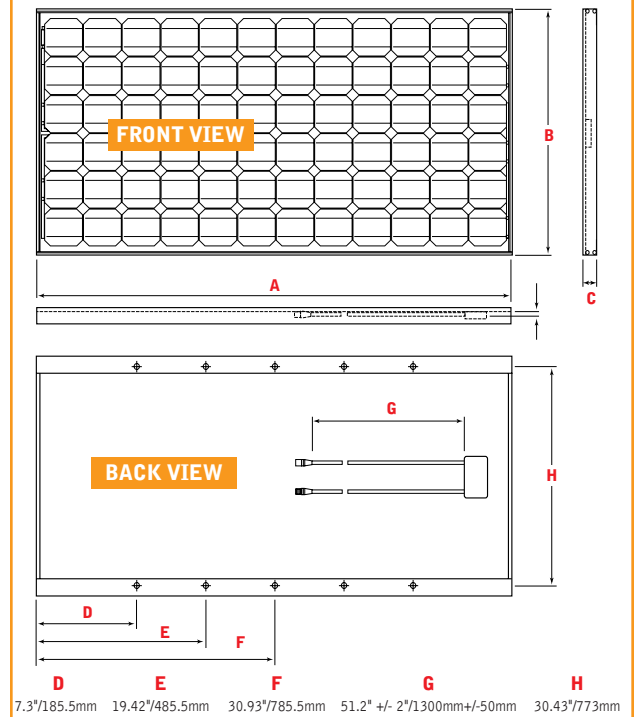 FRONT VIEW
B
A
C
G
BACK VIEW
H
D
E
F
D E F G H
7.3"/185.5mm 19.42"/485.5mm 30.93"/785.5mm 51.2" +/- 2"/1300mm+/-50mm 30.43"/773mm